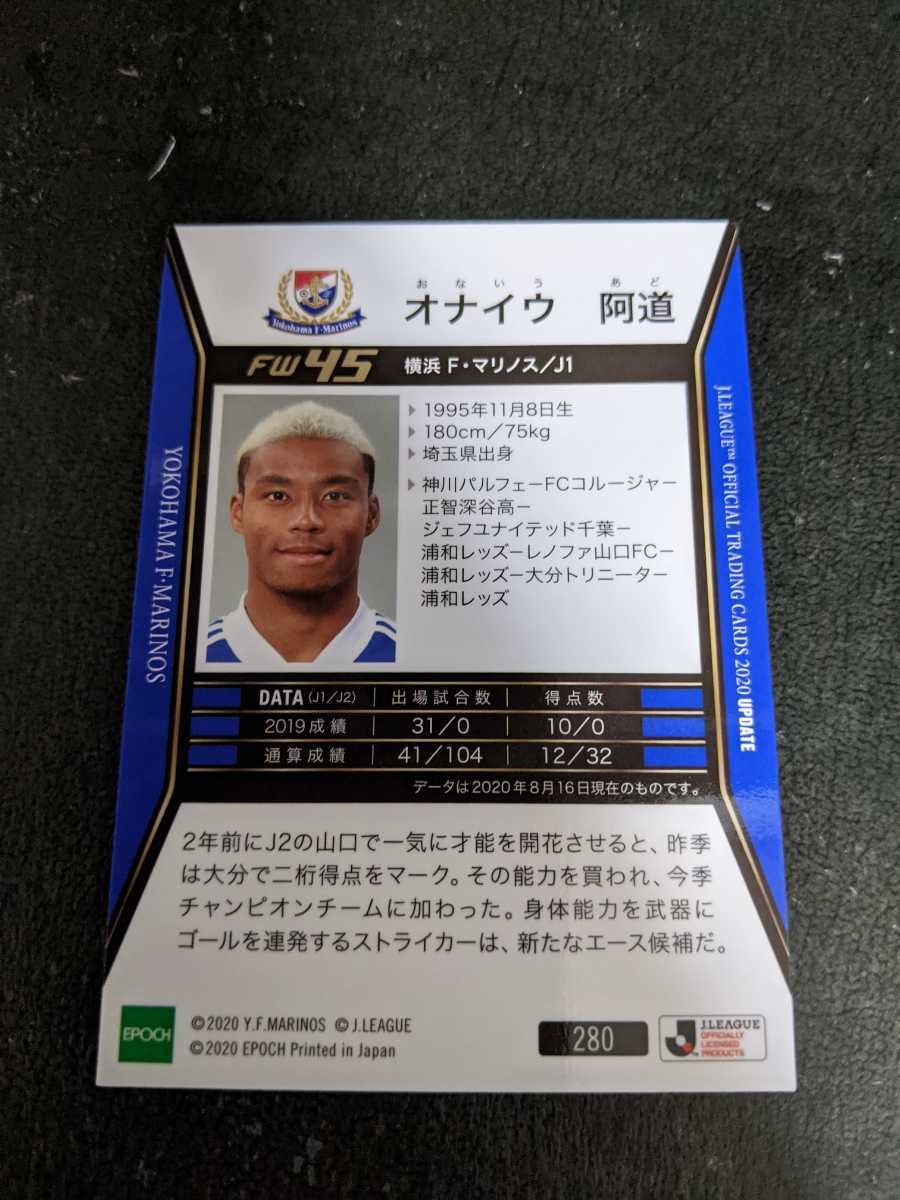 おないう あど
オナイウ 阿道
Yokohama F・Marinos
FW 45 横浜 F・マリノス／J1
1995年11月8日生
180cm／75kg
埼玉県出身
神川パルフェーFCコルージャー
正智深谷高ー
ジェフユナイテッド千葉ー
浦和レッズーレノファ山口FCー
浦和レッズー大分トリニーター
浦和レッズ
YOKOHAMA F・MARINOS
J.LEAGUE™ OFFICIAL TRADING CARDS 2020 UPDATE
DATA (J1/J2) 出場試合数 得点数
2019成績 31/0 10/0
通算成績 41/104 12/32
データは2020年8月16日現在のものです。
2年前にJ2の山口で一気に才能を開花させると、昨季
は大分で二桁得点をマーク。その能力を買われ、今季
チャンピオンチームに加わった。身体能力を武器に
ゴールを連発するストライカーは、新たなエース候補だ。
EPOCH
©2020 Y.F.MARINOS ©J.LEAGUE
©2020 EPOCH Printed in Japan
280
J.LEAGUE
OFFICIALLY
LICENSED
PRODUCTS